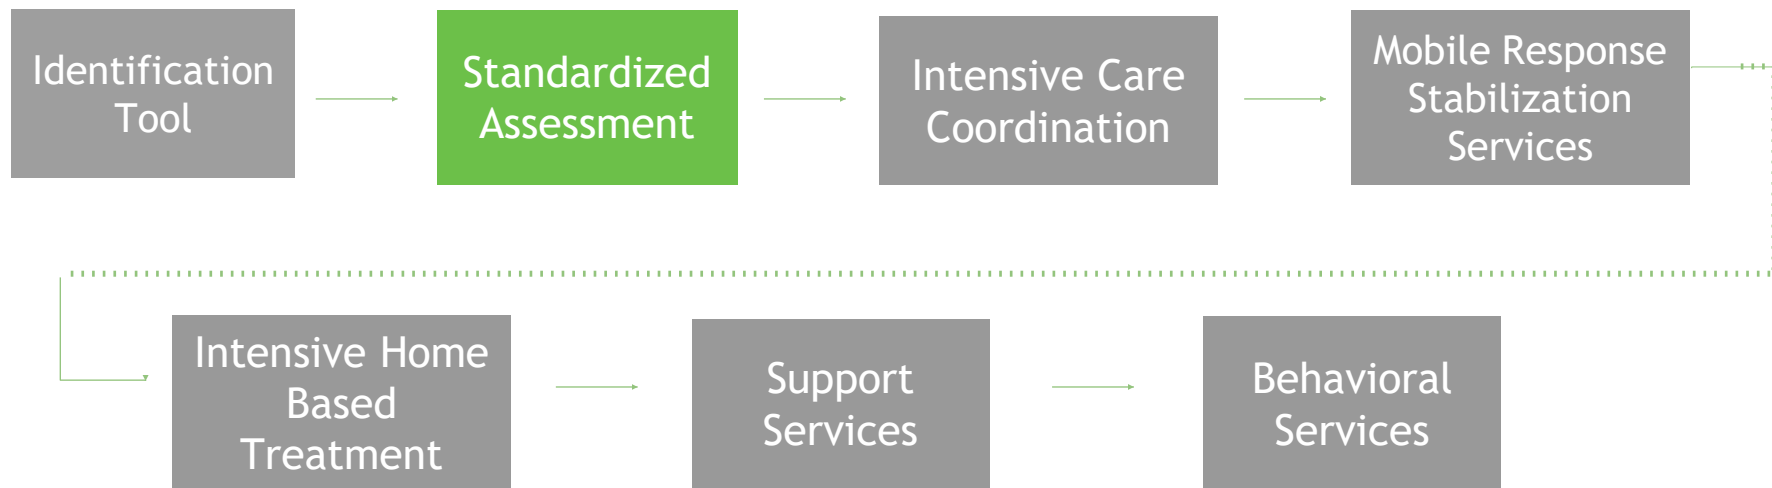 Identification
Tool
Standardized
Assessment
Intensive Care
Coordination
Mobile Response
Stabilization
Services
Intensive Home
Based
Treatment
Support
Services
Behavioral
Services